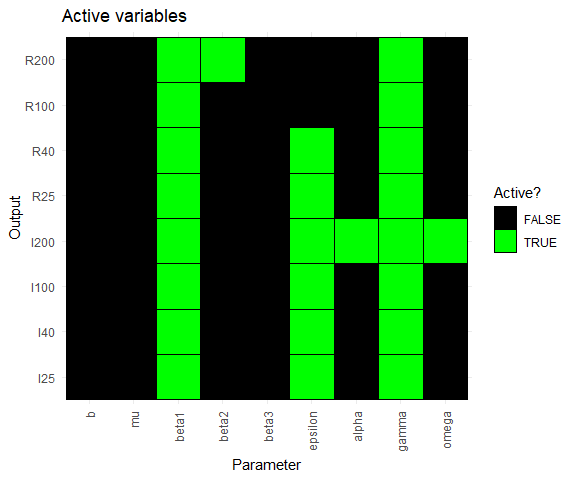 Active variables
R200
R100
R40
R25
I200
I100
I40
I25
Output
b
mu
beta1
beta2
beta3
epsilon
alpha
gamma
omega
Parameter
Active?
FALSE
TRUE